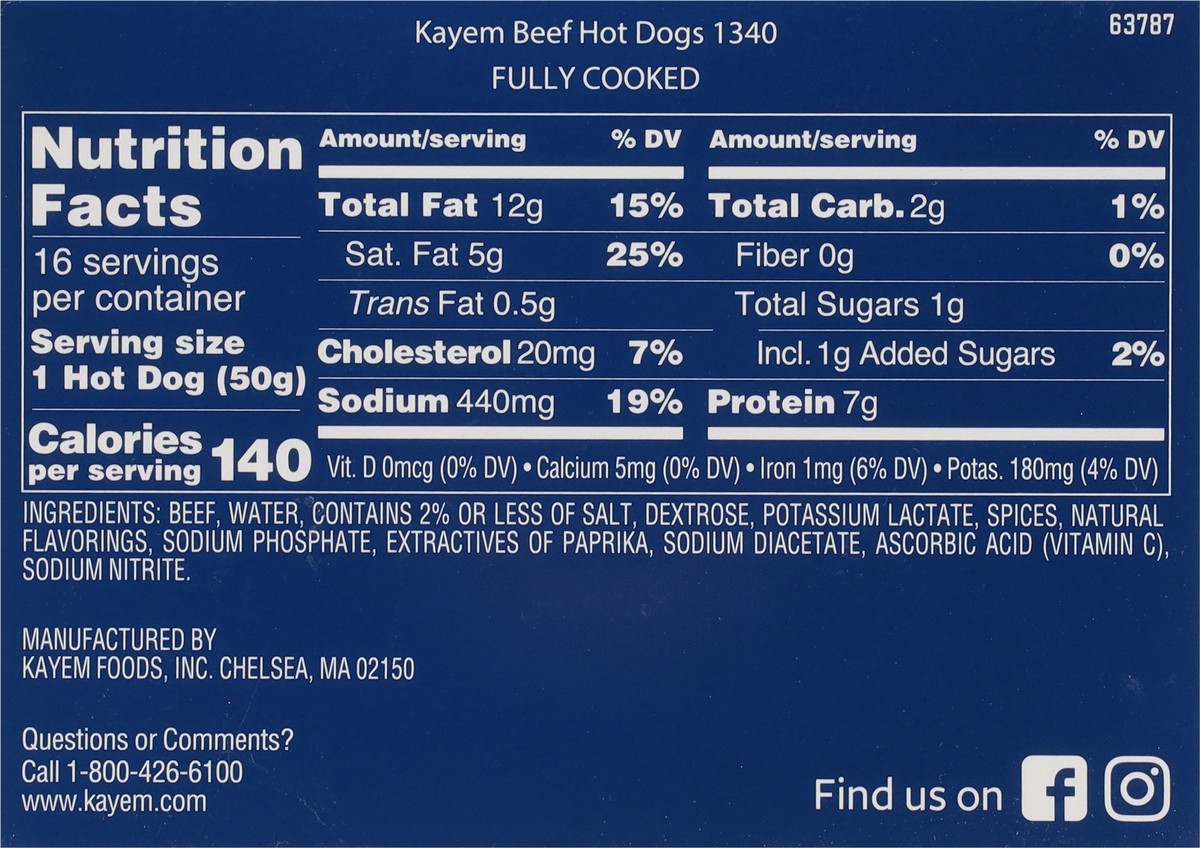 Kayem Beef Hot Dogs 1340
63787
FULLY COOKED
Nutrition
Facts
16 servings
per container
Serving size
1 Hot Dog (50g)
Calories
per serving 140
Amount/serving % DV
Total Fat 12g 15%
Sat. Fat 5g 25%
Trans Fat 0.5g
Cholesterol 20mg 7%
Sodium 440mg 19%
Amount/serving % DV
Total Carb. 2g 1%
Fiber 0g 0%
Total Sugars 1g
Incl. 1g Added Sugars 2%
Protein 7g
Vit. D 0mcg (0% DV) • Calcium 5mg (0% DV) • Iron 1mg (6% DV) • Potas. 180mg (4% DV)
INGREDIENTS: BEEF, WATER, CONTAINS 2% OR LESS OF SALT, DEXTROSE, POTASSIUM LACTATE, SPICES, NATURAL
FLAVORINGS, SODIUM PHOSPHATE, EXTRACTIVES OF PAPRIKA, SODIUM DIACETATE, ASCORBIC ACID (VITAMIN C),
SODIUM NITRITE.
MANUFACTURED BY
KAYEM FOODS, INC. CHELSEA, MA 02150
Questions or Comments?
Call 1-800-426-6100
www.kayem.com
Find us on